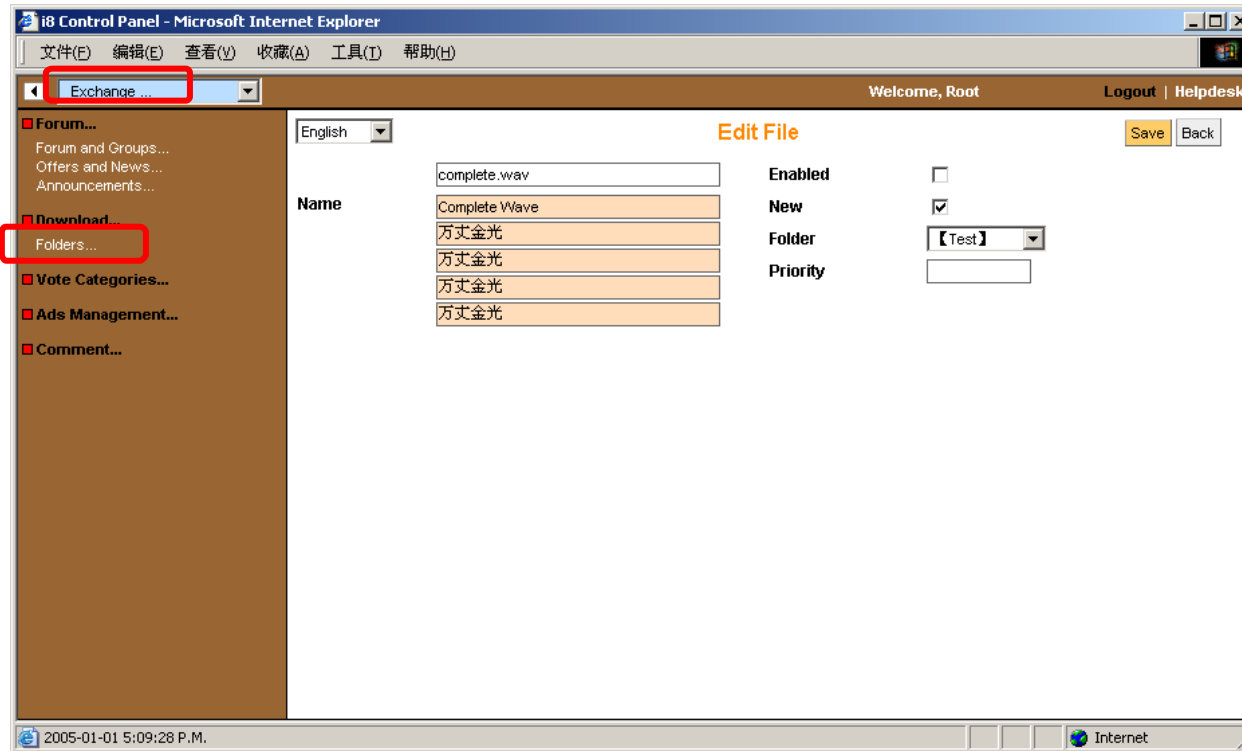 i8 Control Panel - Microsoft Internet Explorer
文件(F) 编辑(E) 查看(V) 收藏(A) 工具(T) 帮助(H)
Exchange ... Welcome, Root Logout | Helpdesk
Forum...
Forum and Groups...
Offers and News...
Announcements...
Download...
Folders...
Vote Categories...
Ads Management...
Comment...
English Edit File Save Back
complete.wav
Name Complete Wave
万丈金光
万丈金光
万丈金光
万丈金光
Enabled
New
Folder 【Test】
Priority
2005-01-01 5:09:28 P.M. Internet